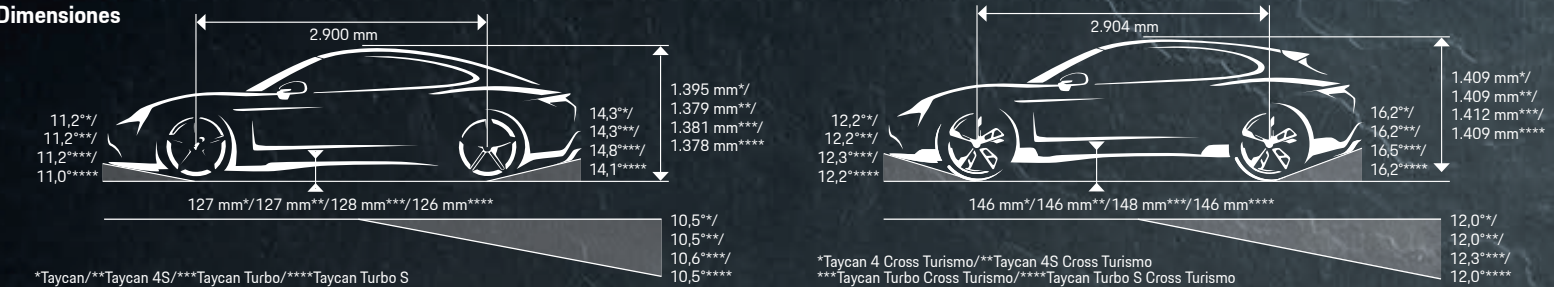 Dimensiones
2.900 mm
1.395 mm*/
1.379 mm**/
1.381 mm***/
1.378 mm****
11,2°*/
11,2°**/
11,2°***/
11,0°****
14,3°*/
14,3°**/
14,8°***/
14,1°****
127 mm*/127 mm**/128 mm***/126 mm****
10,5°*/
10,5°**/
10,6°***/
10,5°****
*Taycan/**Taycan 4S/***Taycan Turbo/****Taycan Turbo S
2.904 mm
1.409 mm*/
1.409 mm**/
1.412 mm***/
1.409 mm****
12,2°*/
12,2°**/
12,3°***/
12,2°****
16,2°*/
16,2°**/
16,5°***/
16,2°****
146 mm*/146 mm**/148 mm***/146 mm****
12,0°*/
12,0°**/
12,3°***/
12,0°****
*Taycan 4 Cross Turismo/**Taycan 4S Cross Turismo
***Taycan Turbo Cross Turismo/****Taycan Turbo S Cross Turismo